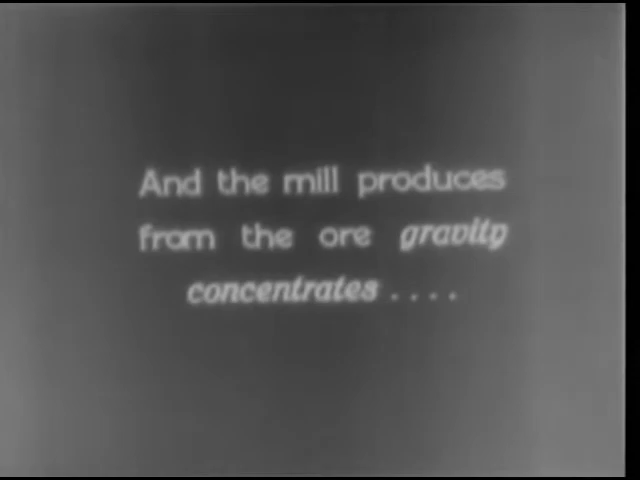 And the mill produces
from the ore gravity
concentrates....